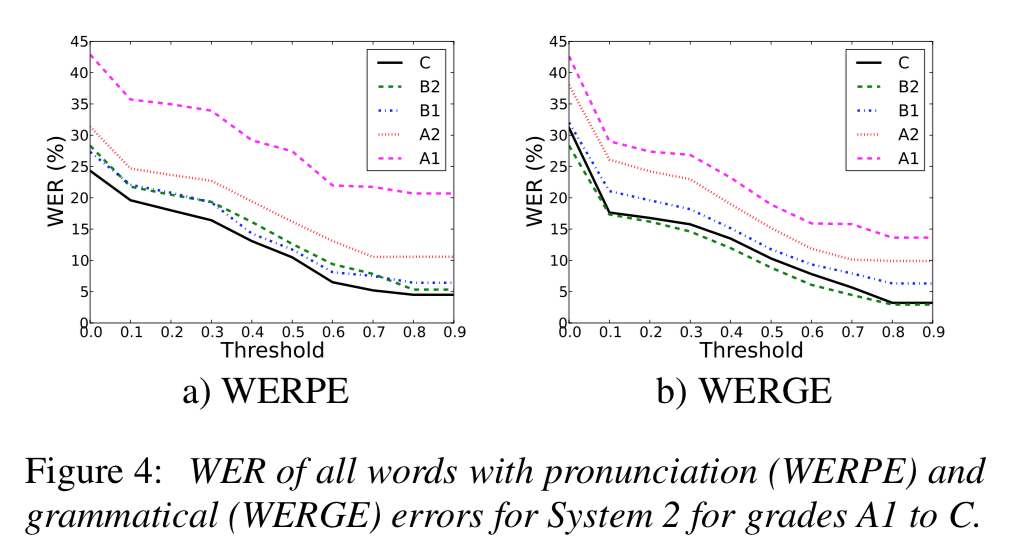 45
40
35
30
25
20
15
10
5
0
WER (%)
C
B2
B1
A2
A1
0.0 0.1 0.2 0.3 0.4 0.5 0.6 0.7 0.8 0.9
Threshold
a) WERPE
45
40
35
30
25
20
15
10
5
0
WER (%)
C
B2
B1
A2
A1
0.0 0.1 0.2 0.3 0.4 0.5 0.6 0.7 0.8 0.9
Threshold
b) WERGE
Figure 4: WER of all words with pronunciation (WERPE) and
grammatical (WERGE) errors for System 2 for grades A1 to C.